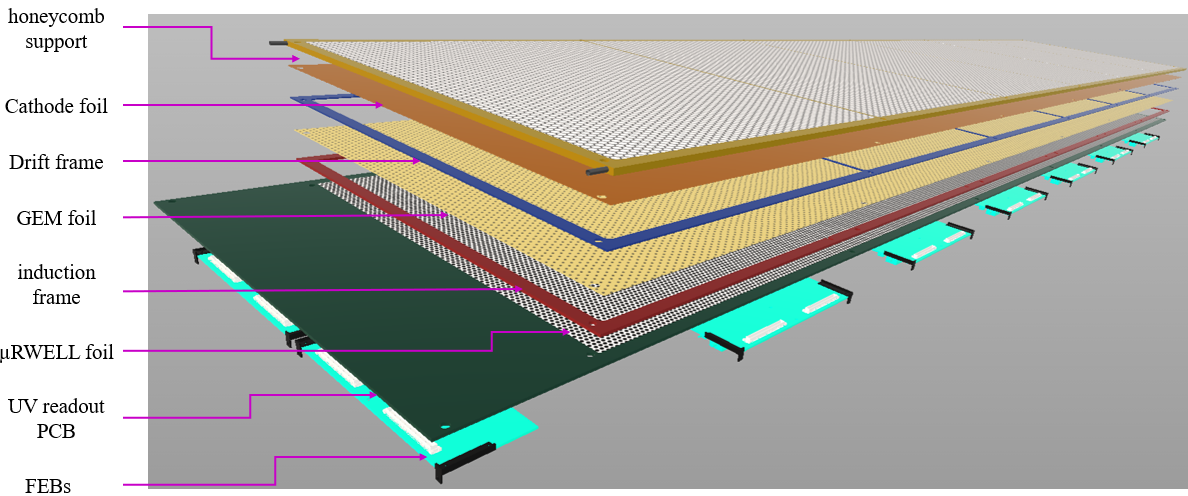 honeycomb
support
Cathode foil
Drift frame
GEM foil
induction
frame
µRWELL foil
UV readout
PCB
FEBs